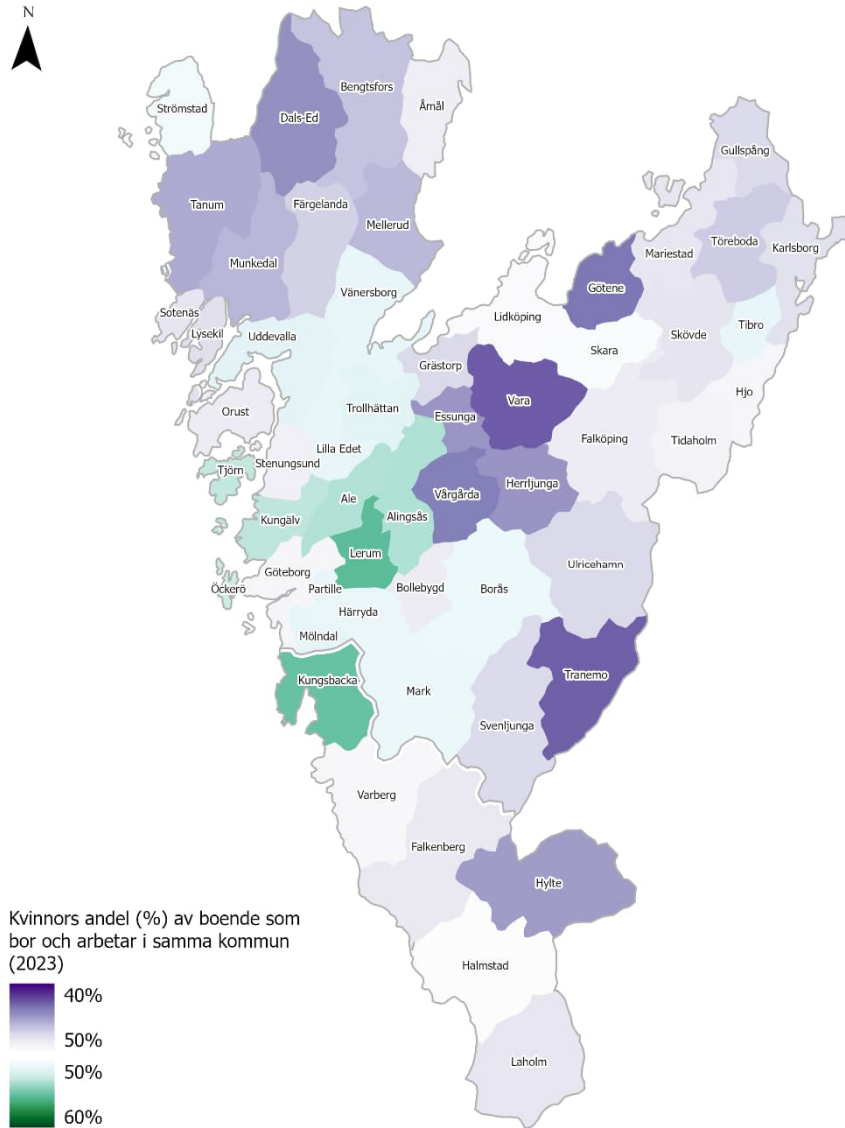 N
Strömstad
Bengtsfors
Åmål
Dals-Ed
Gullspång
Tanum
Färgelanda
Mellerud
Töreboda
Karlsborg
Mariestad
Munkedal
Götene
Vänersborg
Sotenäs
Lidköping
Tibro
Lysekil
Uddevalla
Skövde
Skara
Grästorp
Hjo
Vara
Trollhättan
Orust
Essunga
Falköping
Tidaholm
Lilla Edet
Stenungsund
Tjörn
Herrljunga
Vårgårda
Ale
Alingsås
Kungälv
Lerum
Ulricehamn
Göteborg
Öckerö
Partille
Bollebygd
Borås
Härryda
Mölndal
Tranemo
Kungsbacka
Mark
Svenljunga
Varberg
Falkenberg
Hylte
Halmstad
Laholm
Kvinnors andel (%) av boende som
bor och arbetar i samma kommun
(2023)
40%
50%
50%
60%